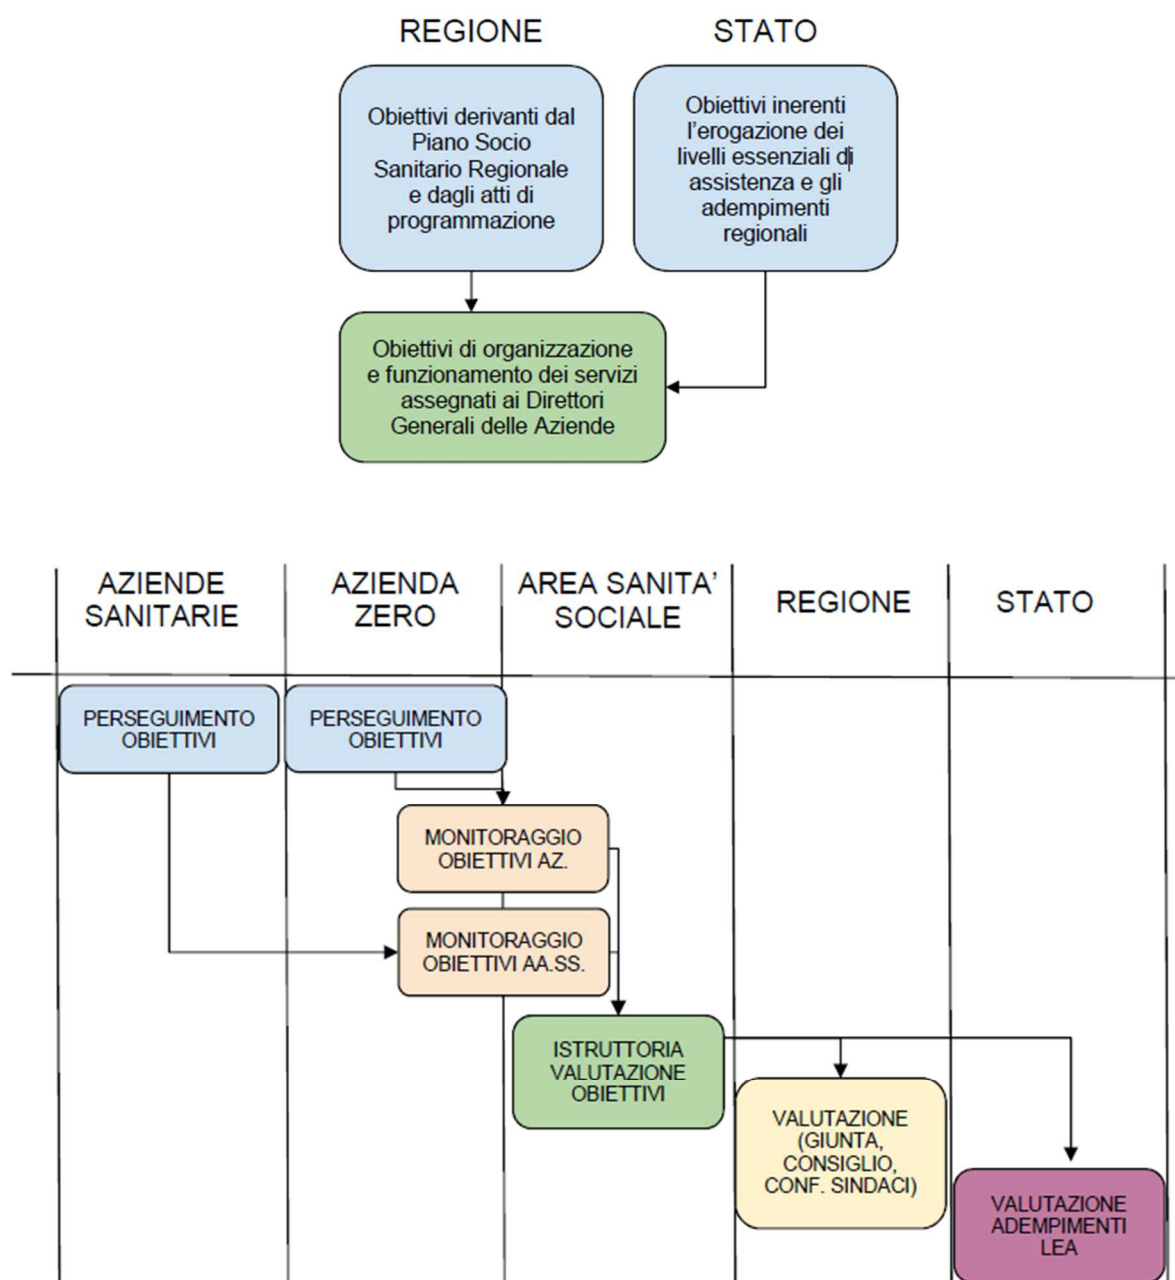 REGIONE
STATO
Obiettivi derivanti dal
Piano Socio
Sanitario Regionale
e dagli atti di
programmazione
Obiettivi inerenti
l'erogazione dei
livelli essenziali di
assistenza e gli
adempimenti
regionali
Obiettivi di organizzazione
e funzionamento dei servizi
assegnati ai Direttori
Generali delle Aziende
AZIENDE
SANITARIE
AZIENDA
ZERO
AREA SANITA'
SOCIALE
REGIONE
STATO
PERSEGUIMENTO
OBIETTIVI
PERSEGUIMENTO
OBIETTIVI
MONITORAGGIO
OBIETTIVI AZ.
MONITORAGGIO
OBIETTIVI AA.SS.
ISTRUTTORIA
VALUTAZIONE
OBIETTIVI
VALUTAZIONE
(GIUNTA,
CONSIGLIO,
CONF. SINDACI)
VALUTAZIONE
ADEMPIMENTI
LEA